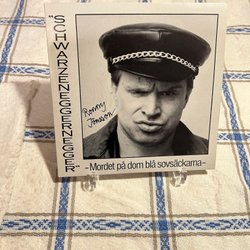 "SCHWARZENEGGERNEGGER"
Ronny
Jönsson
- Mordet på dom blå sovsäckarna -